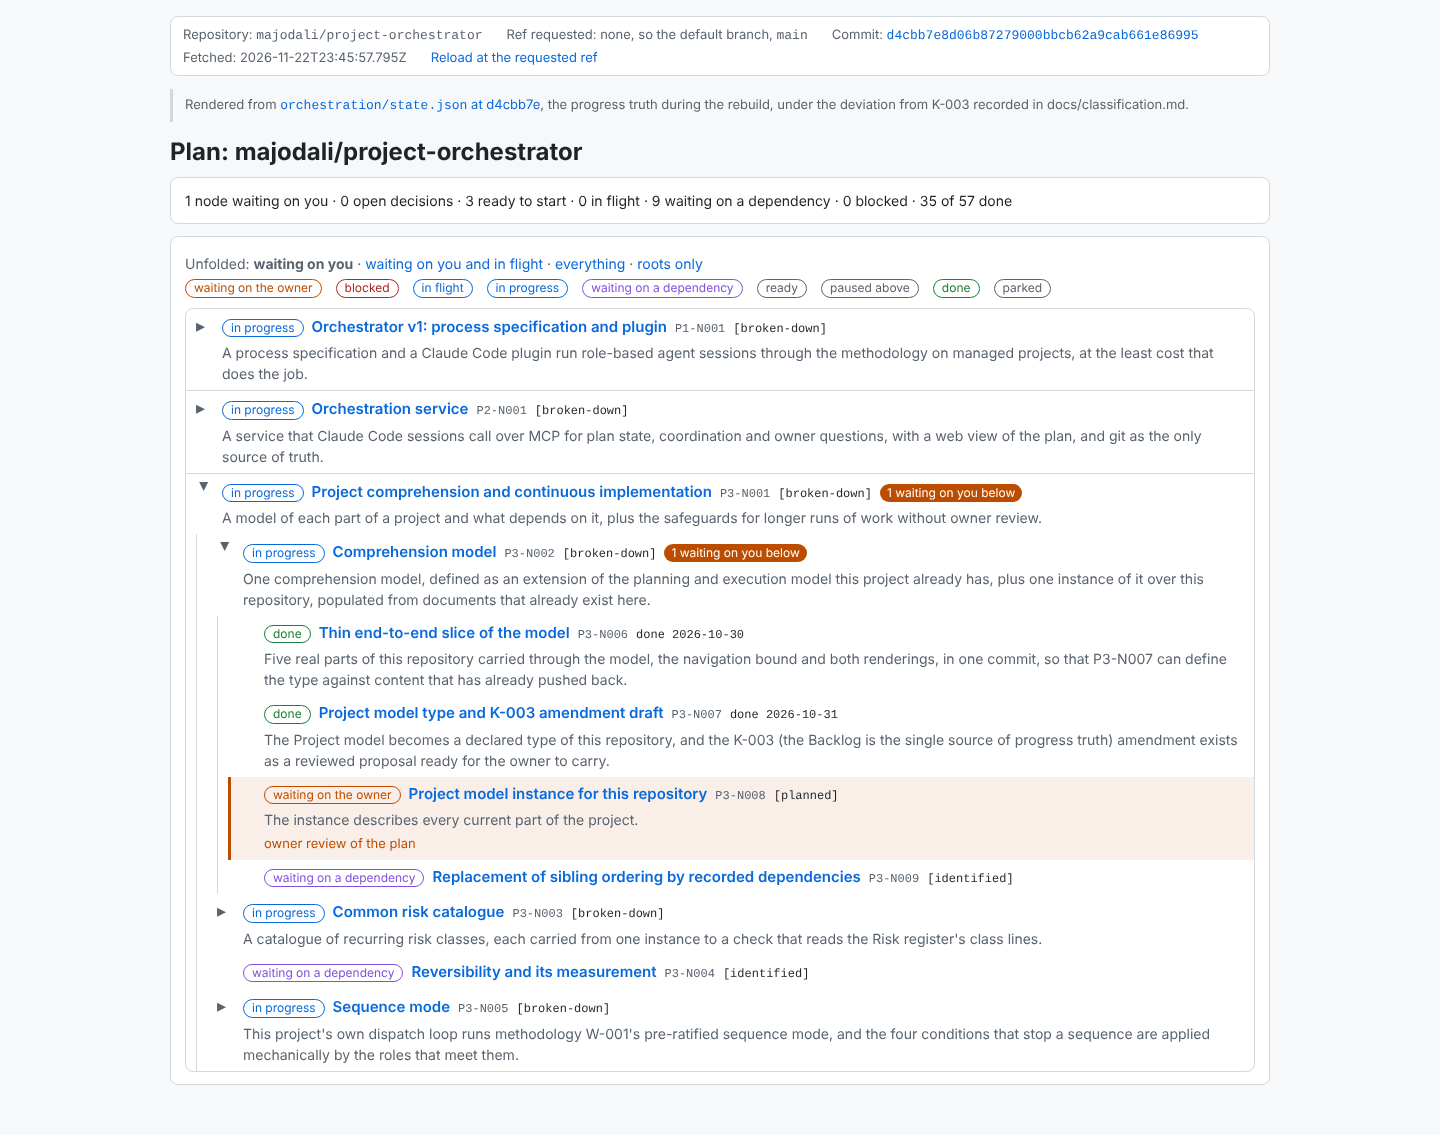 Repository: majodali/project-orchestrator Ref requested: none, so the default branch, main Commit: d4cbb7e8d06b87279000bbcb62a9cab661e86995
Fetched: 2026-11-22T23:45:57.795Z Reload at the requested ref
Rendered from orchestration/state.json at d4cbb7e, the progress truth during the rebuild, under the deviation from K-003 recorded in docs/classification.md.
Plan: majodali/project-orchestrator
1 node waiting on you · 0 open decisions · 3 ready to start · 0 in flight · 9 waiting on a dependency · 0 blocked · 35 of 57 done
Unfolded: waiting on you · waiting on you and in flight · everything · roots only
waiting on the owner blocked in flight in progress waiting on a dependency ready paused above done parked
▶ in progress Orchestrator v1: process specification and plugin P1-N001 [broken-down]
A process specification and a Claude Code plugin run role-based agent sessions through the methodology on managed projects, at the least cost that
does the job.
▶ in progress Orchestration service P2-N001 [broken-down]
A service that Claude Code sessions call over MCP for plan state, coordination and owner questions, with a web view of the plan, and git as the only
source of truth.
▼ in progress Project comprehension and continuous implementation P3-N001 [broken-down] 1 waiting on you below
A model of each part of a project and what depends on it, plus the safeguards for longer runs of work without owner review.
▼ in progress Comprehension model P3-N002 [broken-down] 1 waiting on you below
One comprehension model, defined as an extension of the planning and execution model this project already has, plus one instance of it over this
repository, populated from documents that already exist here.
done Thin end-to-end slice of the model P3-N006 done 2026-10-30
Five real parts of this repository carried through the model, the navigation bound and both renderings, in one commit, so that P3-N007 can define
the type against content that has already pushed back.
done Project model type and K-003 amendment draft P3-N007 done 2026-10-31
The Project model becomes a declared type of this repository, and the K-003 (the Backlog is the single source of progress truth) amendment exists
as a reviewed proposal ready for the owner to carry.
waiting on the owner Project model instance for this repository P3-N008 [planned]
The instance describes every current part of the project.
owner review of the plan
waiting on a dependency Replacement of sibling ordering by recorded dependencies P3-N009 [identified]
▶ in progress Common risk catalogue P3-N003 [broken-down]
A catalogue of recurring risk classes, each carried from one instance to a check that reads the Risk register's class lines.
waiting on a dependency Reversibility and its measurement P3-N004 [identified]
▶ in progress Sequence mode P3-N005 [broken-down]
This project's own dispatch loop runs methodology W-001's pre-ratified sequence mode, and the four conditions that stop a sequence are applied
mechanically by the roles that meet them.